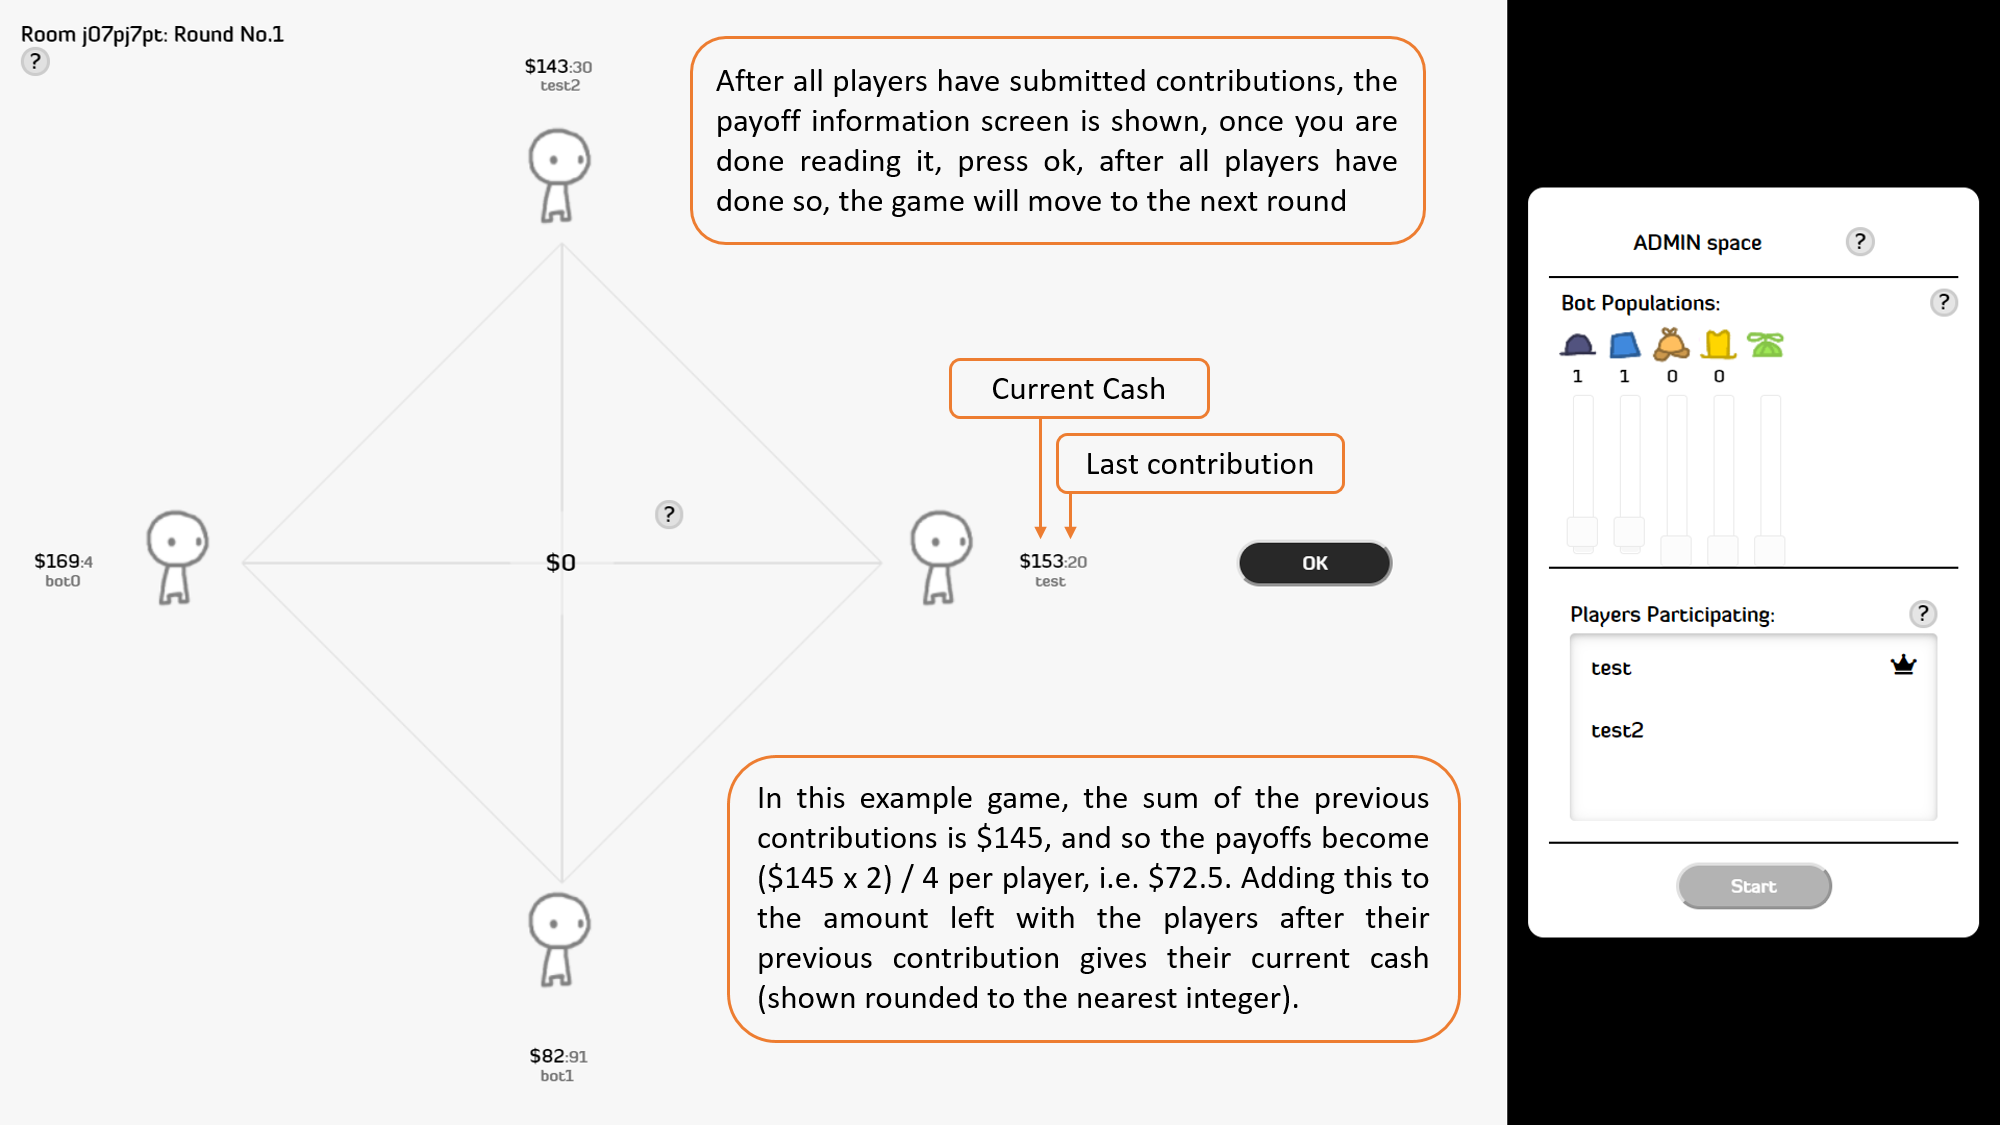 Room j07pj7pt: Round No.1
?
$143:30
test2
After all players have submitted contributions, the
payoff information screen is shown, once you are
done reading it, press ok, after all players have
done so, the game will move to the next round
Current Cash
Last contribution
?
$169:4
bot0
$0
$153:20
test
OK
In this example game, the sum of the previous
contributions is $145, and so the payoffs become
($145 x 2) / 4 per player, i.e. $72.5. Adding this to
the amount left with the players after their
previous contribution gives their current cash
(shown rounded to the nearest integer).
$82:91
bot1
ADMIN space ?
Bot Populations: ?
1 1 0 0
Players Participating: ?
test
test2
Start